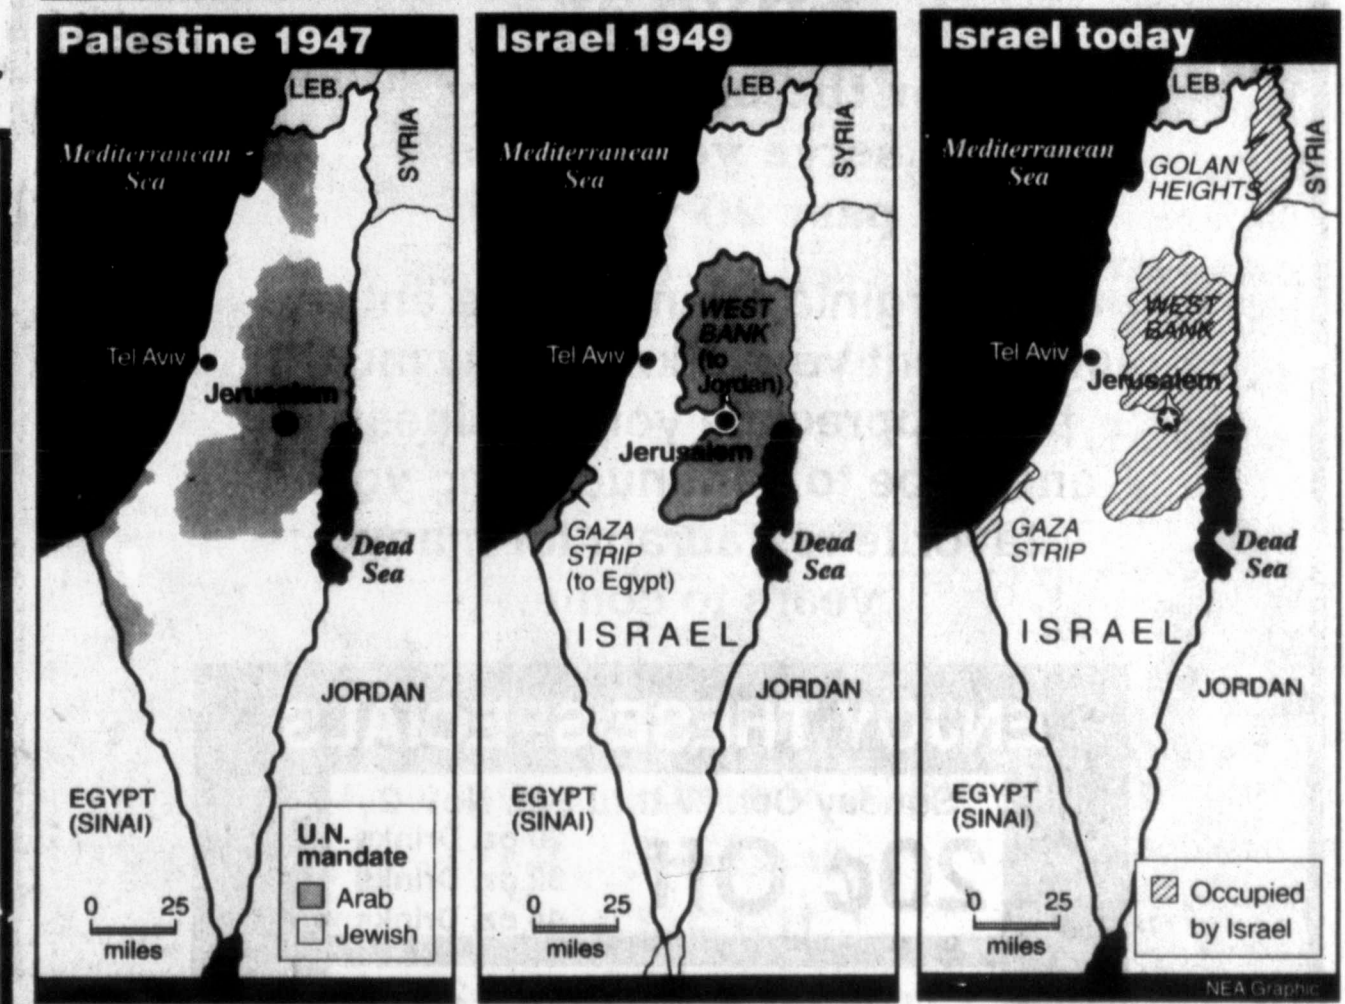 Palestine 1947
LEB.
SYRIA
Mediterranean
Sea
Tel Aviv
Jerusalem
Dead
Sea
JORDAN
EGYPT
(SINAI)
0 25
miles
U.N.
mandate
Arab
Jewish
Israel 1949
LEB.
SYRIA
Mediterranean
Sea
WEST
BANK
(to
Jordan)
Tel Aviv
Jerusalem
GAZA
STRIP
(to Egypt)
Dead
Sea
ISRAEL
JORDAN
EGYPT
(SINAI)
0 25
miles
Israel today
LEB.
SYRIA
Mediterranean
Sea
GOLAN
HEIGHTS
WEST
BANK
Tel Aviv
Jerusalem
GAZA
STRIP
Dead
Sea
ISRAEL
JORDAN
EGYPT
(SINAI)
0 25
miles
Occupied
by Israel
NEA Graphic